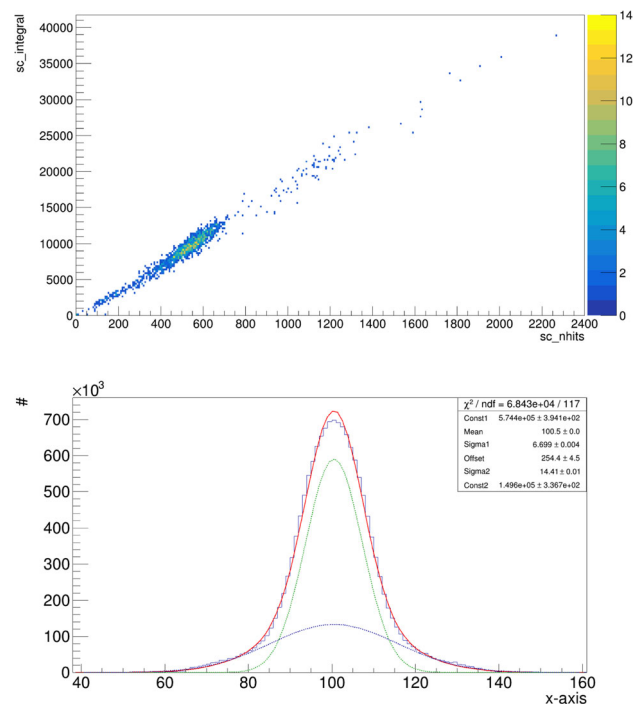 sc_integral
40000
35000
30000
25000
20000
15000
10000
5000
0
0 200 400 600 800 1000 1200 1400 1600 1800 2000 2200 2400
sc_nhits
14
12
10
8
6
4
2
0
#
×10³
700
600
500
400
300
200
100
0
40 60 80 100 120 140 160
x-axis
χ² / ndf = 6.843e+04 / 117
Const1 5.744e+05 ± 3.941e+02
Mean 100.5 ± 0.0
Sigma1 6.699 ± 0.004
Offset 254.4 ± 4.5
Sigma2 14.41 ± 0.01
Const2 1.496e+05 ± 3.367e+02